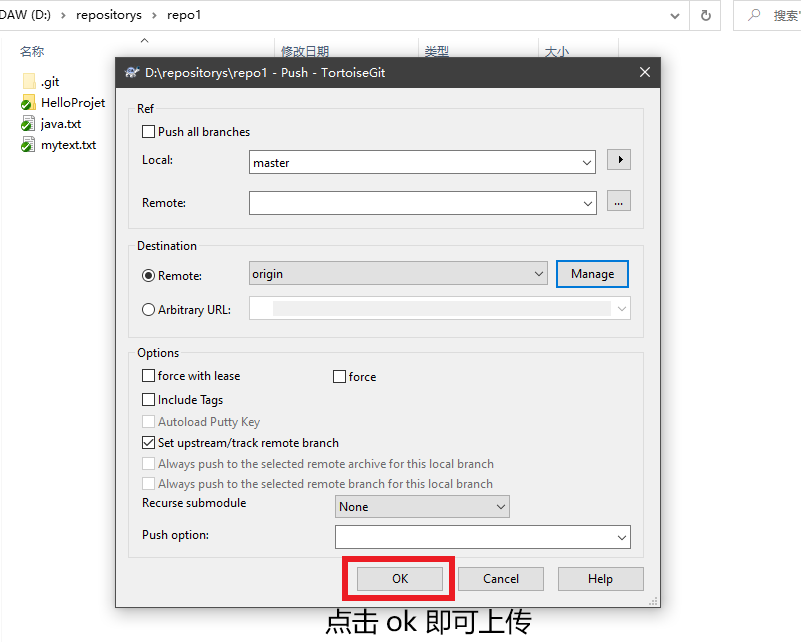 DAW (D:) > repositorys > repo1
搜索"
名称 修改日期 类型 大小
.git
HelloProjet
java.txt
mytext.txt
D:\repositorys\repo1 - Push - TortoiseGit
Ref
Push all branches
Local: master
Remote: ...
Destination
Remote: origin Manage
Arbitrary URL:
Options
force with lease force
Include Tags
Autoload Putty Key
Set upstream/track remote branch
Always push to the selected remote archive for this local branch
Always push to the selected remote branch for this local branch
Recurse submodule None
Push option:
OK Cancel Help
点击 ok 即可上传